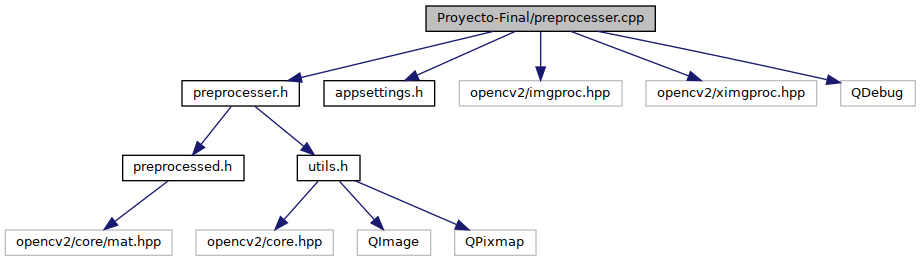 Proyecto-Final/preprocesser.cpp
preprocesser.h
appsettings.h
opencv2/imgproc.hpp
opencv2/ximgproc.hpp
QDebug
preprocessed.h
utils.h
opencv2/core/mat.hpp
opencv2/core.hpp
QImage
QPixmap